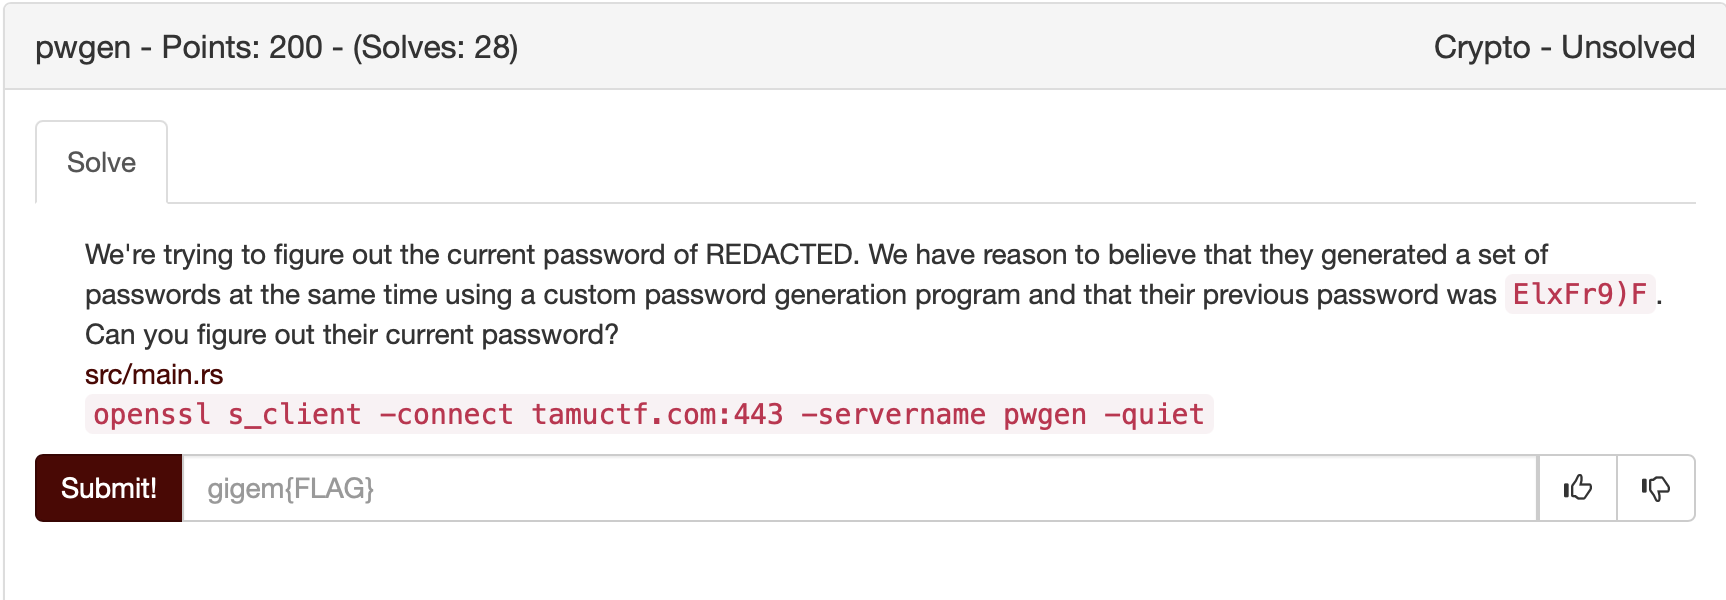 pwgen - Points: 200 - (Solves: 28)
Crypto - Unsolved
Solve
We're trying to figure out the current password of REDACTED. We have reason to believe that they generated a set of
passwords at the same time using a custom password generation program and that their previous password was ElxFr9)F.
Can you figure out their current password?
src/main.rs
openssl s_client -connect tamuctf.com:443 -servername pwgen -quiet
Submit!
gigem{FLAG}